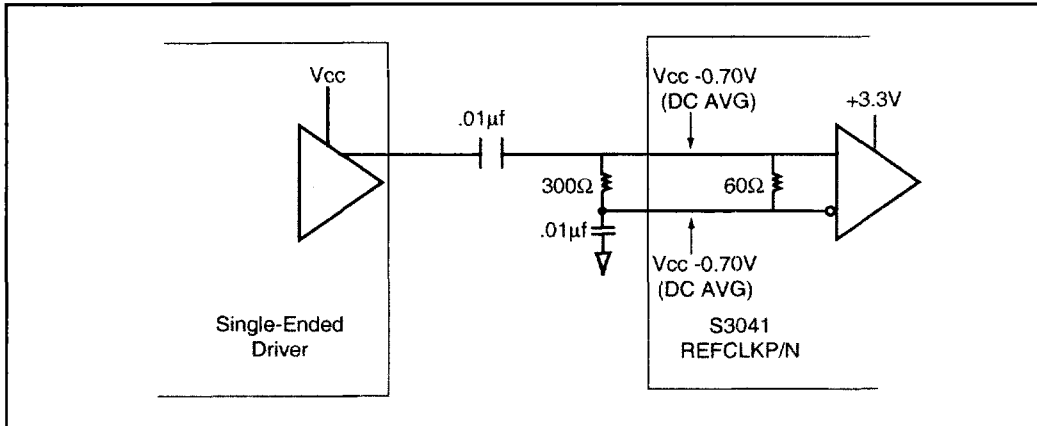 Vcc
.01µf
Vcc -0.70V
(DC AVG)
+3.3V
300Ω
60Ω
.01µf
Vcc -0.70V
(DC AVG)
Single-Ended
Driver
S3041
REFCLKP/N